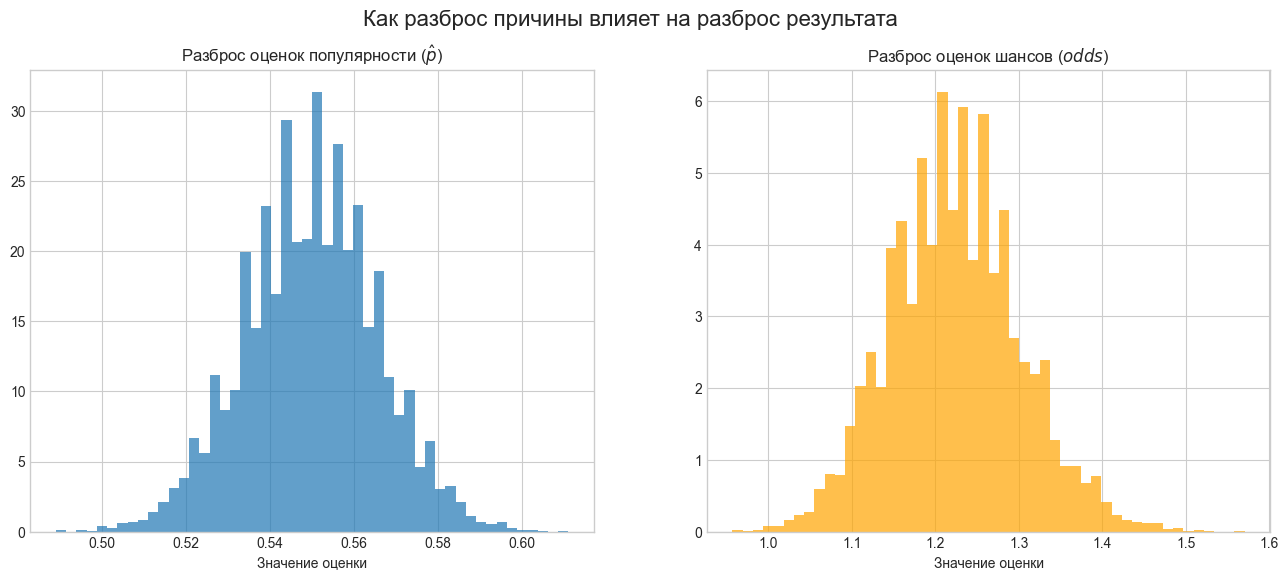 Как разброс причины влияет на разброс результата
Разброс оценок популярности (p̂)
30
25
20
15
10
5
0
0.50 0.52 0.54 0.56 0.58 0.60
Значение оценки
Разброс оценок шансов (odds)
6
5
4
3
2
1
0
1.0 1.1 1.2 1.3 1.4 1.5 1.6
Значение оценки